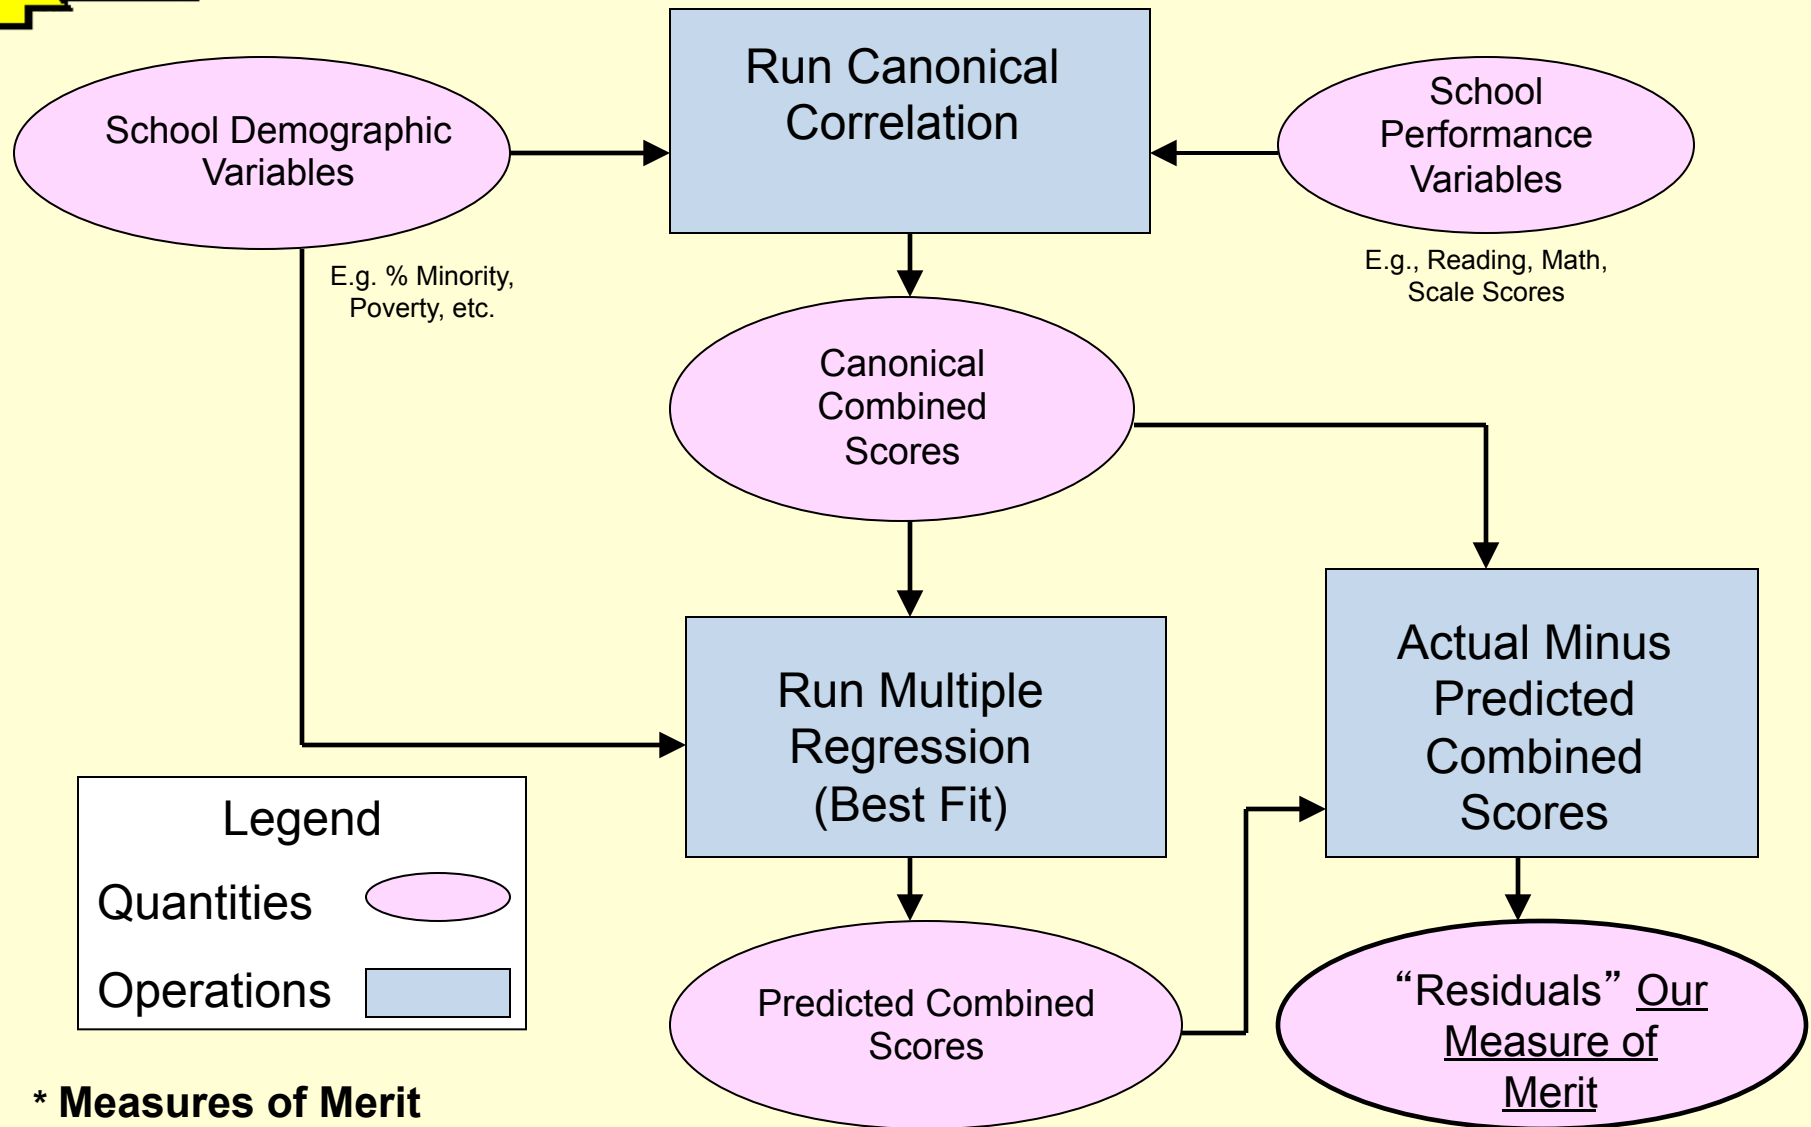 Run Canonical
Correlation
School Demographic
Variables
School
Performance
Variables
E.g. % Minority,
Poverty, etc.
E.g., Reading, Math,
Scale Scores
Canonical
Combined
Scores
Run Multiple
Regression
(Best Fit)
Actual Minus
Predicted
Combined
Scores
Legend
Quantities
Operations
Predicted Combined
Scores
“Residuals” Our
Measure of
Merit
* Measures of Merit